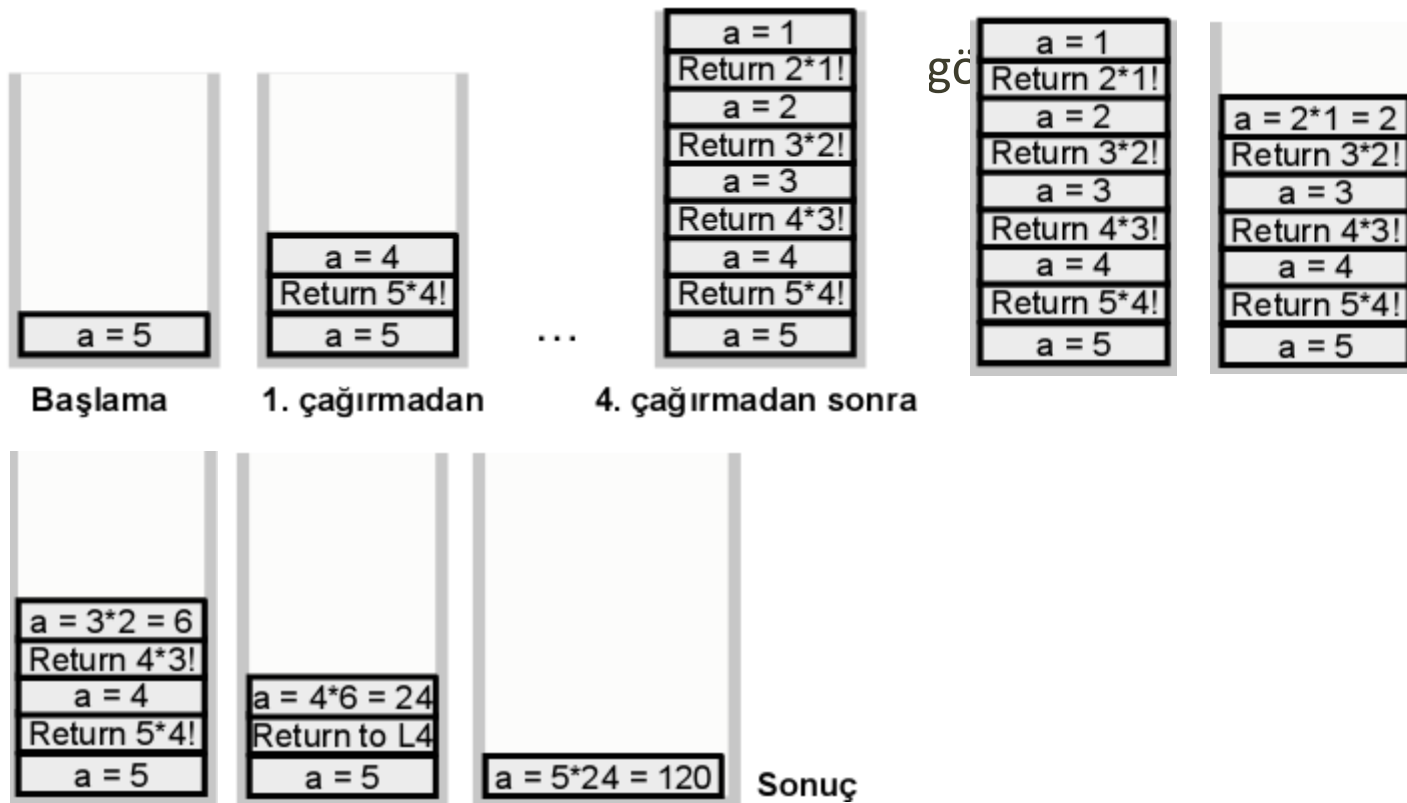 a = 5
Başlama
a = 4
Return 5*4!
a = 5
1. çağırmadan
...
a = 1
Return 2*1!
a = 2
Return 3*2!
a = 3
Return 4*3!
a = 4
Return 5*4!
a = 5
4. çağırmadan sonra
a = 1
Return 2*1!
a = 2
Return 3*2!
a = 3
Return 4*3!
a = 4
Return 5*4!
a = 5
a = 2*1 = 2
Return 3*2!
a = 3
Return 4*3!
a = 4
Return 5*4!
a = 5
a = 3*2 = 6
Return 4*3!
a = 4
Return 5*4!
a = 5
a = 4*6 = 24
Return to L4
a = 5
a = 5*24 = 120
Sonuç